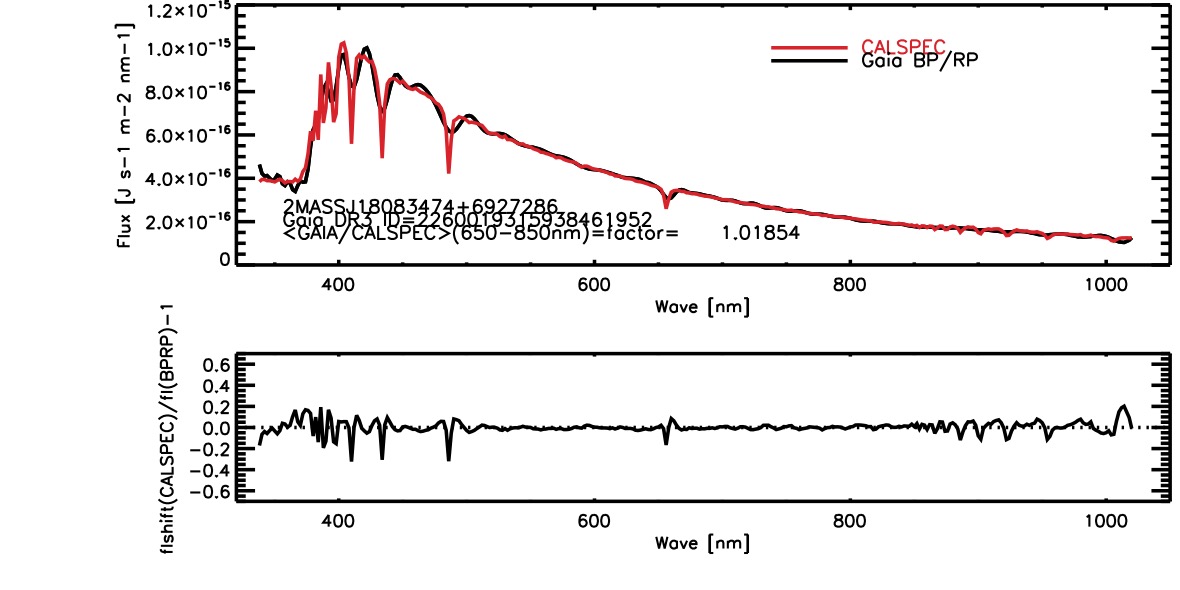 1.2×10−15
1.0×10−15
8.0×10−16
6.0×10−16
4.0×10−16
2.0×10−16
0
Flux [J s−1 m−2 nm−1]
CALSPEC
Gaia BP/RP
2MASSJ18083474+6927286
Gaia DR3 ID=2260019315938461952
<GAIA/CALSPEC>(650−850nm)=factor= 1.01854
400 600 800 1000
Wave [nm]
flshift(CALSPEC)/fl(BPRP)−1
0.6
0.4
0.2
0.0
−0.2
−0.4
−0.6
400 600 800 1000
Wave [nm]